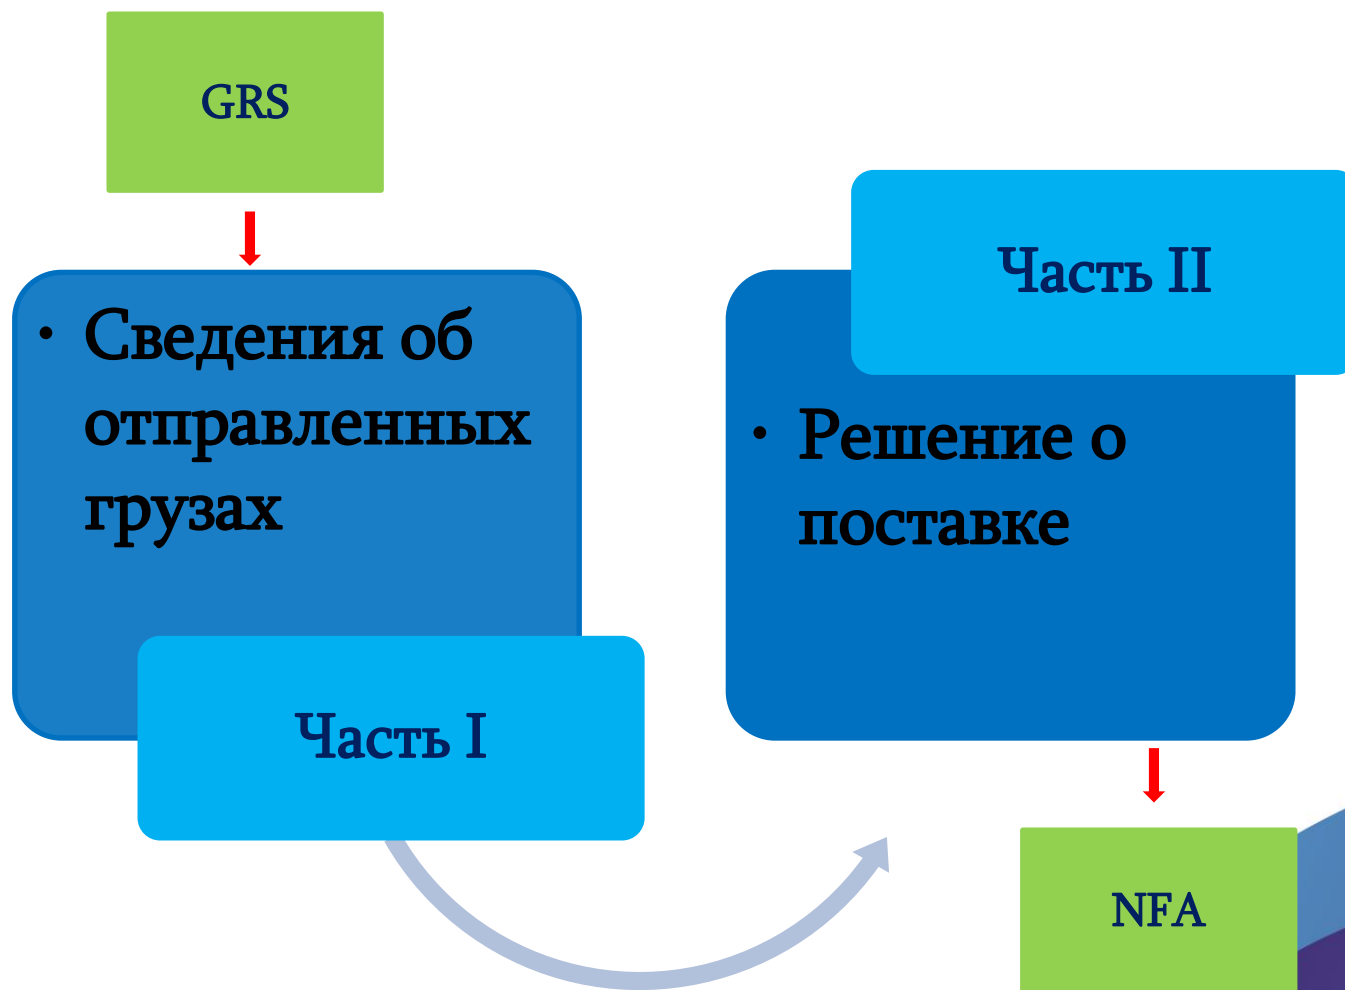 GRS
• Сведения об
отправленных
грузах
Часть I
Часть II
• Решение о
поставке
NFA